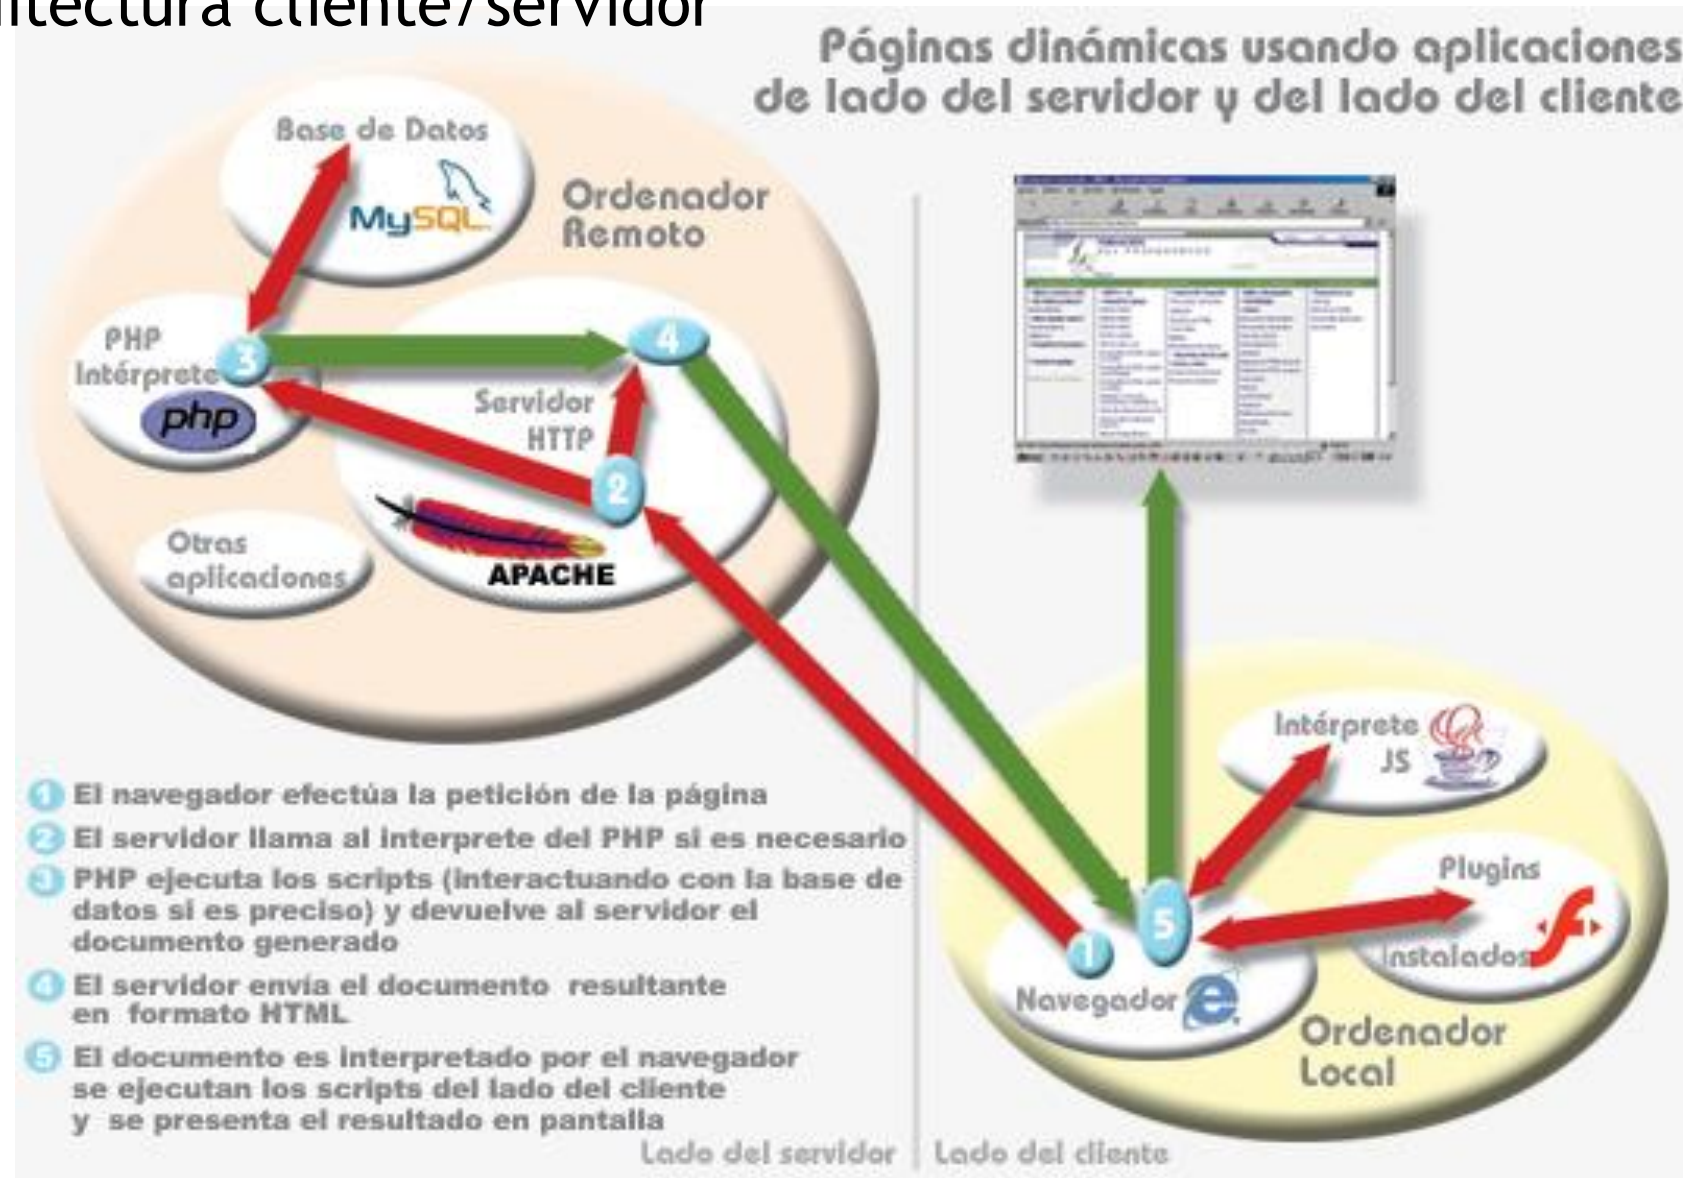 itectura cliente/servidor
Páginas dinámicas usando aplicaciones
de lado del servidor y del lado del cliente
Base de Datos
MySQL
Ordenador
Remoto
PHP
Intérprete
php
3
4
Servidor
HTTP
2
APACHE
Otras
aplicaciones
Intérprete
JS
Plugins
instalados
1
5
Navegador
Ordenador
Local
1 El navegador efectúa la petición de la página
2 El servidor llama al interprete del PHP si es necesario
3 PHP ejecuta los scripts (interactuando con la base de
datos si es preciso) y devuelve al servidor el
documento generado
4 El servidor envía el documento resultante
en formato HTML
5 El documento es interpretado por el navegador
se ejecutan los scripts del lado del cliente
y se presenta el resultado en pantalla
Lado del servidor
Lado del cliente